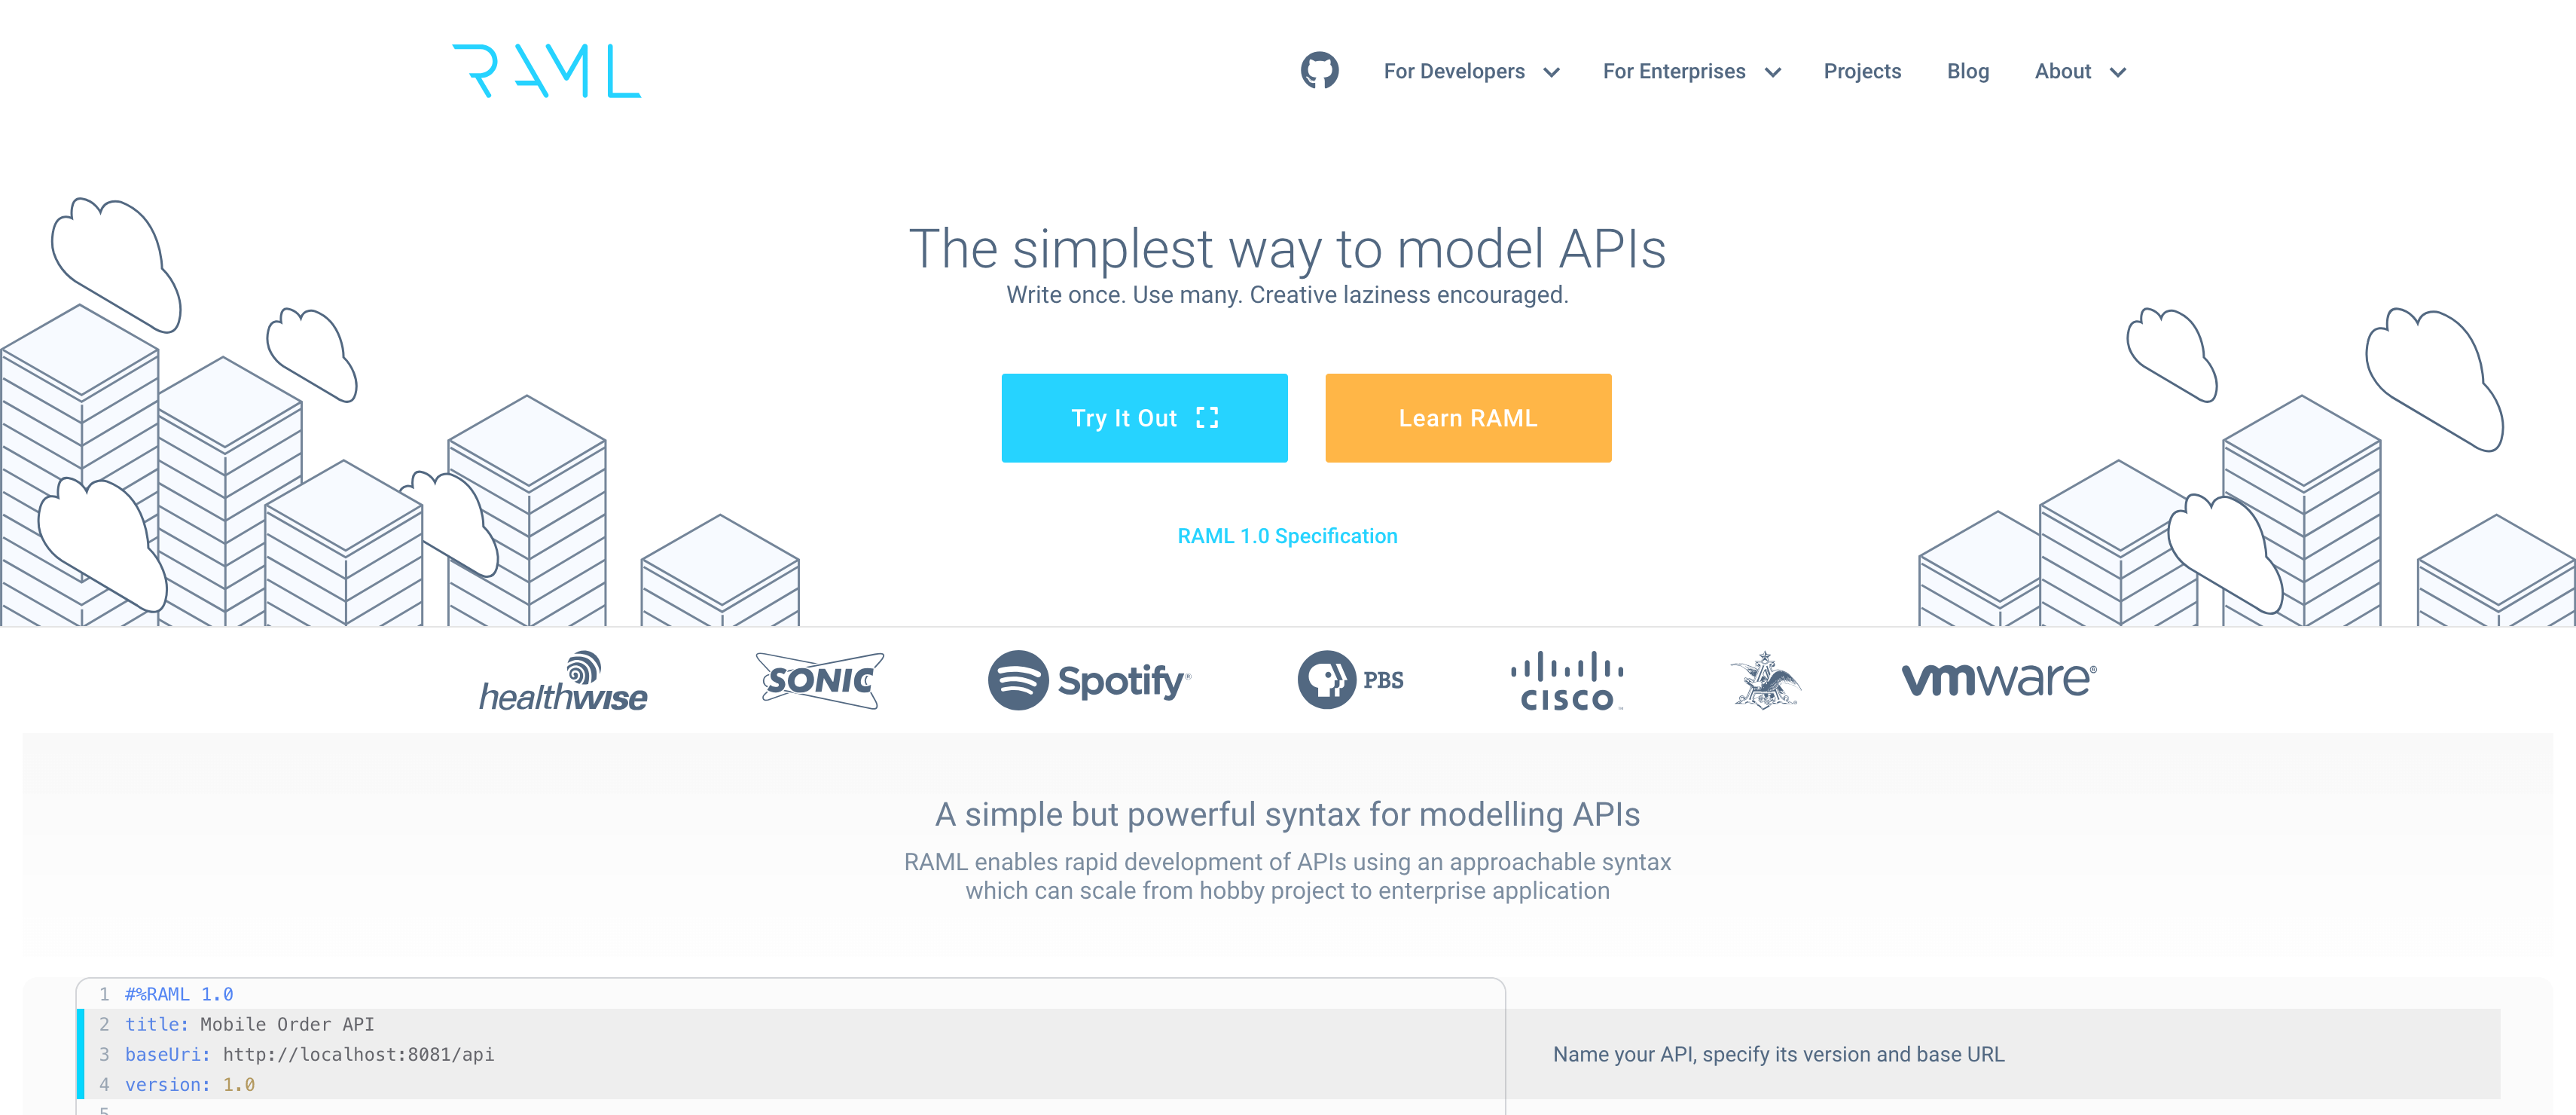 RAML
For Developers
For Enterprises
Projects
Blog
About
The simplest way to model APIs
Write once. Use many. Creative laziness encouraged.
Try It Out
Learn RAML
RAML 1.0 Specification
healthwise
SONIC
Spotify®
PBS
CISCO™
vmware®
A simple but powerful syntax for modelling APIs
RAML enables rapid development of APIs using an approachable syntax
which can scale from hobby project to enterprise application
1 #%RAML 1.0
2 title: Mobile Order API
3 baseUri: http://localhost:8081/api
4 version: 1.0
Name your API, specify its version and base URL
5